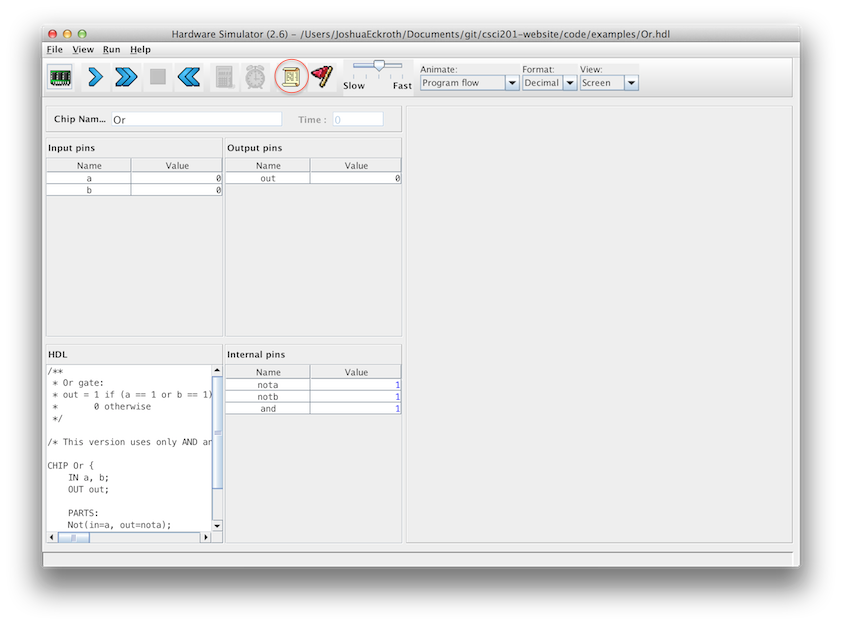 Hardware Simulator (2.6) – /Users/JoshuaEckroth/Documents/git/csci201-website/code/examples/Or.hdl
File View Run Help
Slow Fast
Animate: Format: View:
Program flow Decimal Screen
Chip Nam... Or Time : 0
Input pins
Name Value
a 0
b 0
Output pins
Name Value
out 0
HDL
/**
* Or gate:
* out = 1 if (a == 1 or b == 1)
* 0 otherwise
*/
/* This version uses only AND an
CHIP Or {
IN a, b;
OUT out;
PARTS:
Not(in=a, out=nota);
Internal pins
Name Value
nota 1
notb 1
and 1